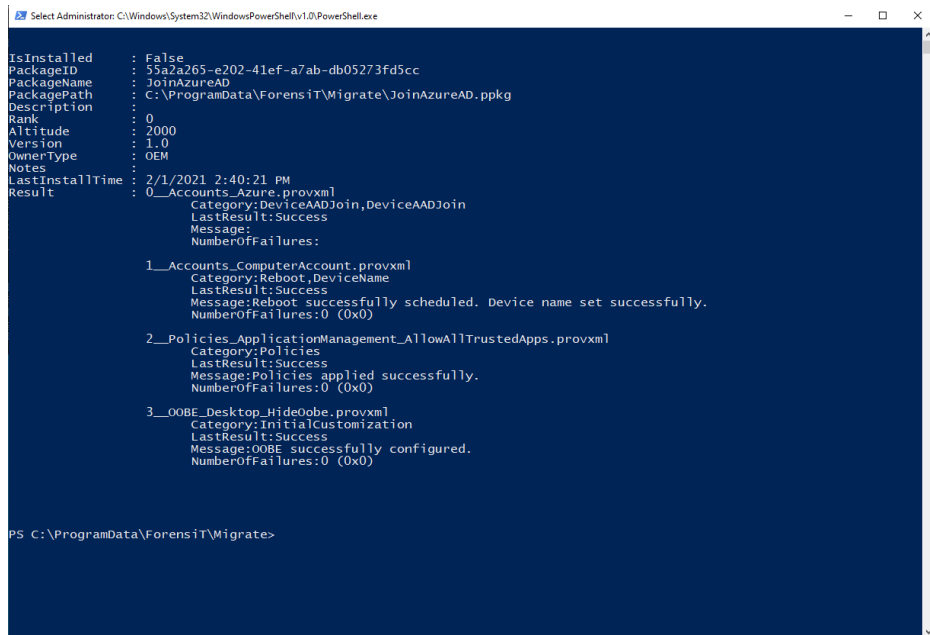 Select Administrator: C:\Windows\System32\WindowsPowerShell\v1.0\PowerShell.exe
IsInstalled : False
PackageID : 55a2a265-e202-41ef-a7ab-db05273fd5cc
PackageName : JoinAzureAD
PackagePath : C:\ProgramData\ForensiT\Migrate\JoinAzureAD.ppkg
Description :
Rank : 0
Altitude : 2000
Version : 1.0
OwnerType : OEM
Notes :
LastInstallTime : 2/1/2021 2:40:21 PM
Result : 0__Accounts_Azure.provxml
Category:DeviceAADJoin,DeviceAADJoin
LastResult:Success
Message:
NumberOfFailures:
1__Accounts_ComputerAccount.provxml
Category:Reboot,DeviceName
LastResult:Success
Message:Reboot successfully scheduled. Device name set successfully.
NumberOfFailures:0 (0x0)
2__Policies_ApplicationManagement_AllowAllTrustedApps.provxml
Category:Policies
LastResult:Success
Message:Policies applied successfully.
NumberOfFailures:0 (0x0)
3__OOBE_Desktop_HideOobe.provxml
Category:InitialCustomization
LastResult:Success
Message:OOBE successfully configured.
NumberOfFailures:0 (0x0)
PS C:\ProgramData\ForensiT\Migrate>